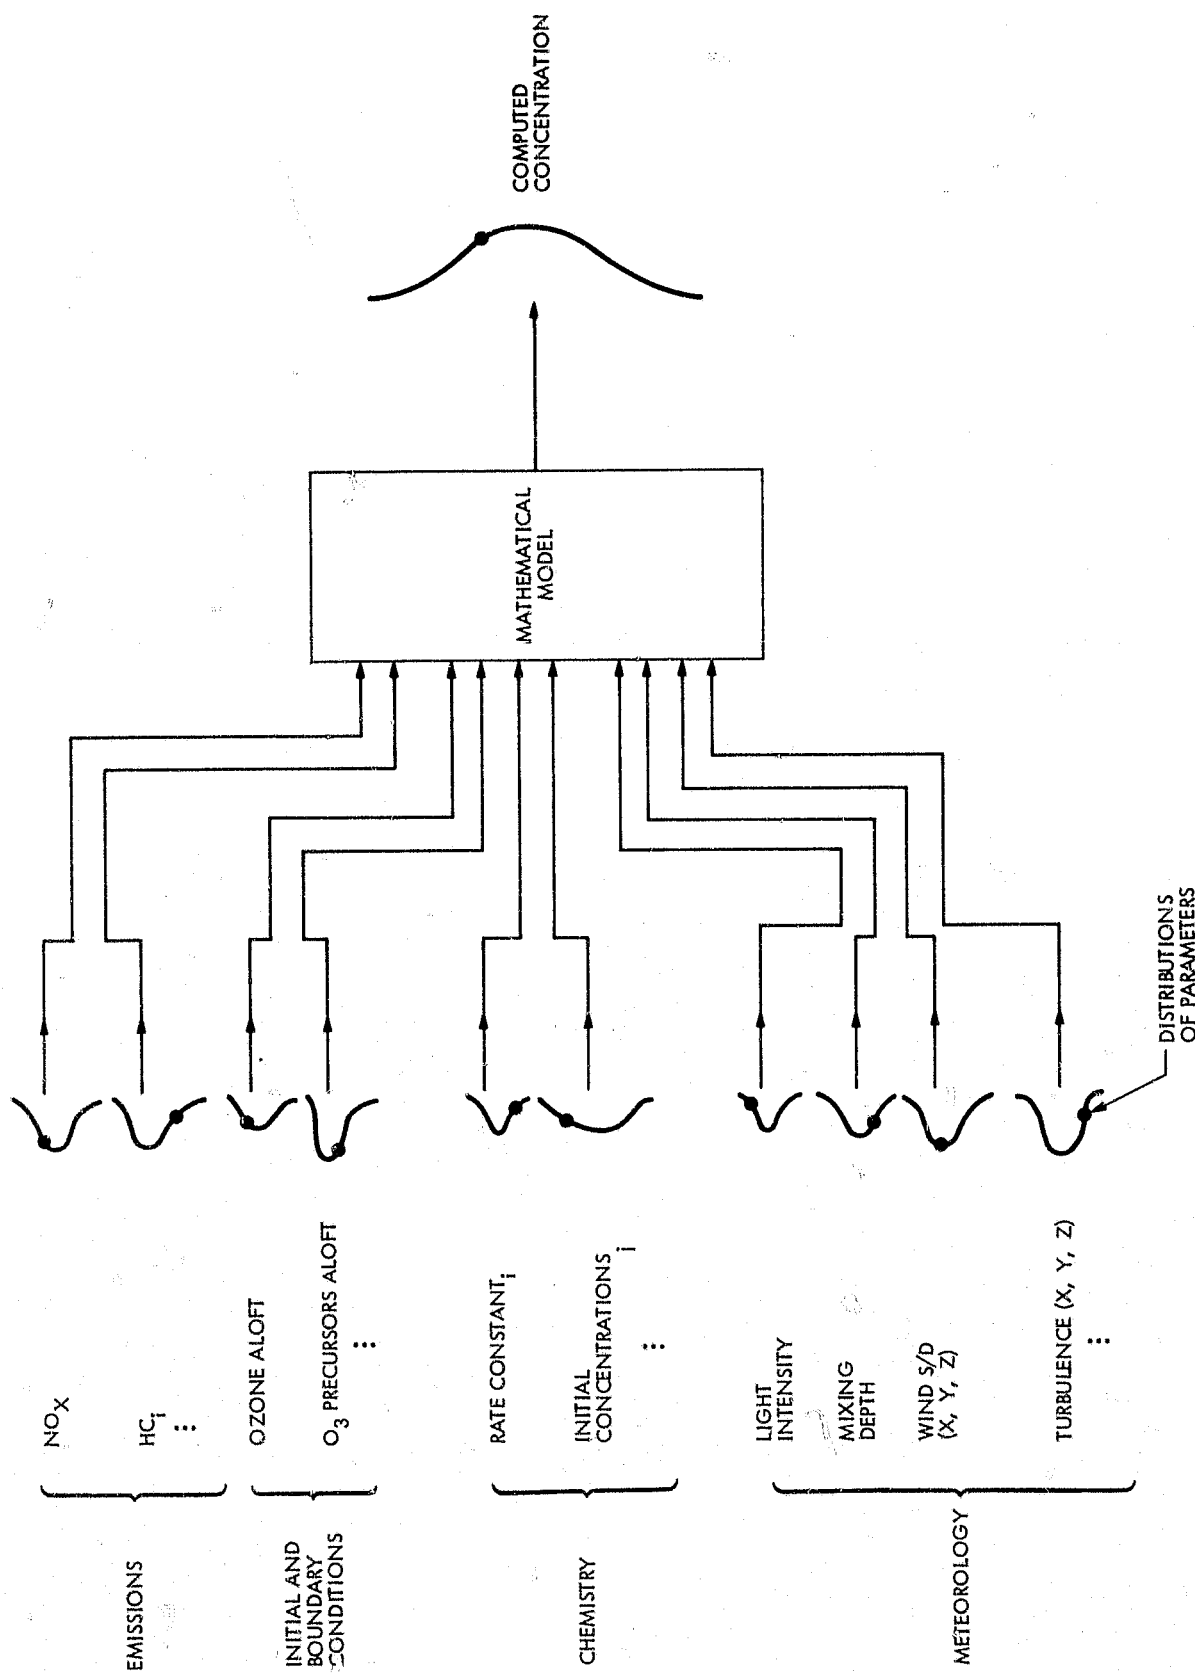 EMISSIONS
NOX
HCi
⋮
INITIAL AND
BOUNDARY
CONDITIONS
OZONE ALOFT
O3 PRECURSORS ALOFT
⋮
CHEMISTRY
RATE CONSTANTi
INITIAL
CONCENTRATIONSi
⋮
METEOROLOGY
LIGHT
INTENSITY
MIXING
DEPTH
WIND S/D
(X, Y, Z)
TURBULENCE (X, Y, Z)
⋮
DISTRIBUTIONS
OF PARAMETERS
MATHEMATICAL
MODEL
COMPUTED
CONCENTRATION